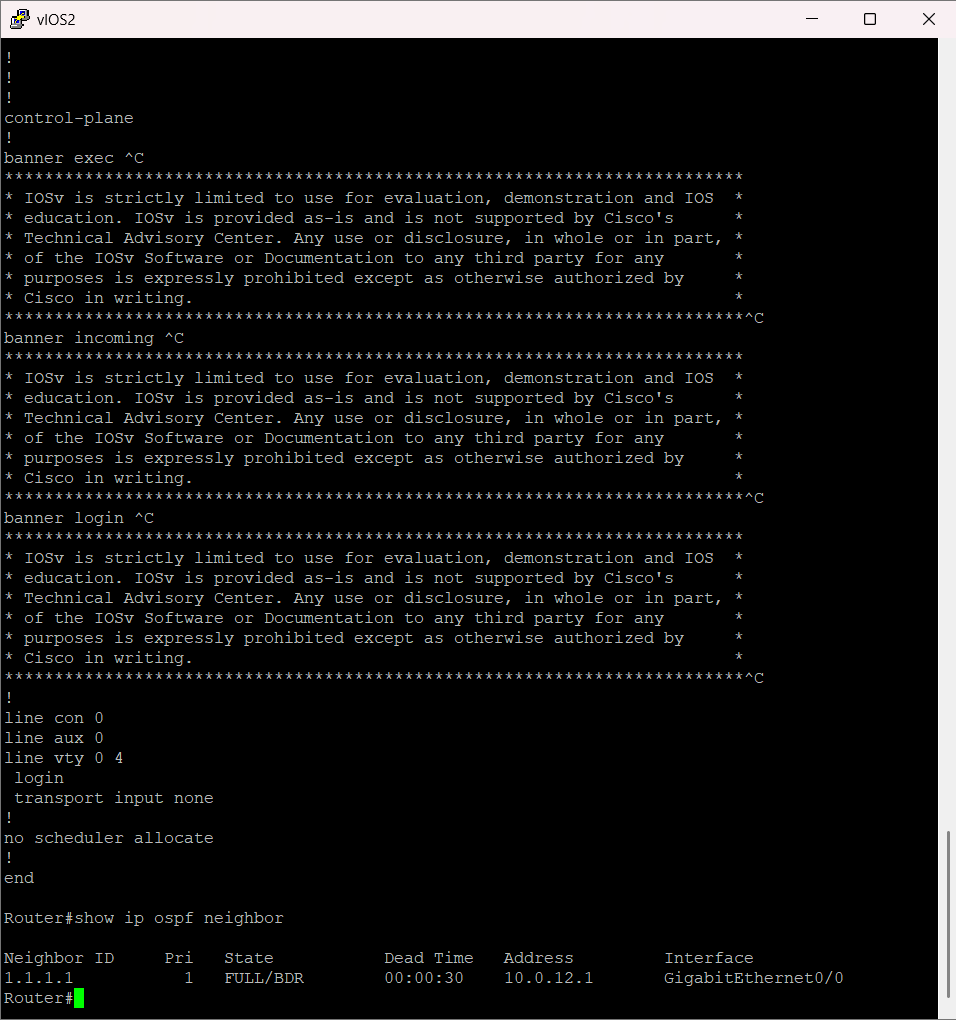 vIOS2
!
!
!
control-plane
!
banner exec ^C
**************************************************************************
* IOSv is strictly limited to use for evaluation, demonstration and IOS  *
* education. IOSv is provided as-is and is not supported by Cisco's      *
* Technical Advisory Center. Any use or disclosure, in whole or in part, *
* of the IOSv Software or Documentation to any third party for any       *
* purposes is expressly prohibited except as otherwise authorized by     *
* Cisco in writing.                                                      *
**************************************************************************^C
banner incoming ^C
**************************************************************************
* IOSv is strictly limited to use for evaluation, demonstration and IOS  *
* education. IOSv is provided as-is and is not supported by Cisco's      *
* Technical Advisory Center. Any use or disclosure, in whole or in part, *
* of the IOSv Software or Documentation to any third party for any       *
* purposes is expressly prohibited except as otherwise authorized by     *
* Cisco in writing.                                                      *
**************************************************************************^C
banner login ^C
**************************************************************************
* IOSv is strictly limited to use for evaluation, demonstration and IOS  *
* education. IOSv is provided as-is and is not supported by Cisco's      *
* Technical Advisory Center. Any use or disclosure, in whole or in part, *
* of the IOSv Software or Documentation to any third party for any       *
* purposes is expressly prohibited except as otherwise authorized by     *
* Cisco in writing.                                                      *
**************************************************************************^C
!
line con 0
line aux 0
line vty 0 4
 login
 transport input none
!
no scheduler allocate
!
end
Router#show ip ospf neighbor
Neighbor ID     Pri   State           Dead Time   Address         Interface
1.1.1.1           1   FULL/BDR        00:00:30    10.0.12.1       GigabitEthernet0/0
Router#